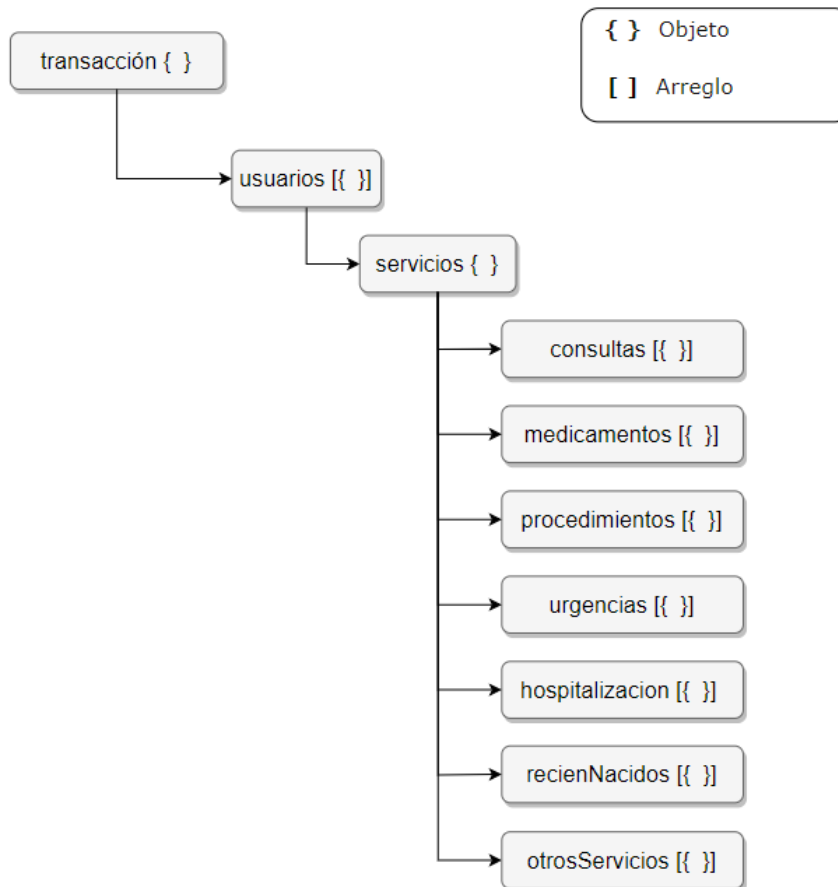 { } Objeto
[ ] Arreglo
transacción { }
usuarios [{ }]
servicios { }
consultas [{ }]
medicamentos [{ }]
procedimientos [{ }]
urgencias [{ }]
hospitalizacion [{ }]
recienNacidos [{ }]
otrosServicios [{ }]